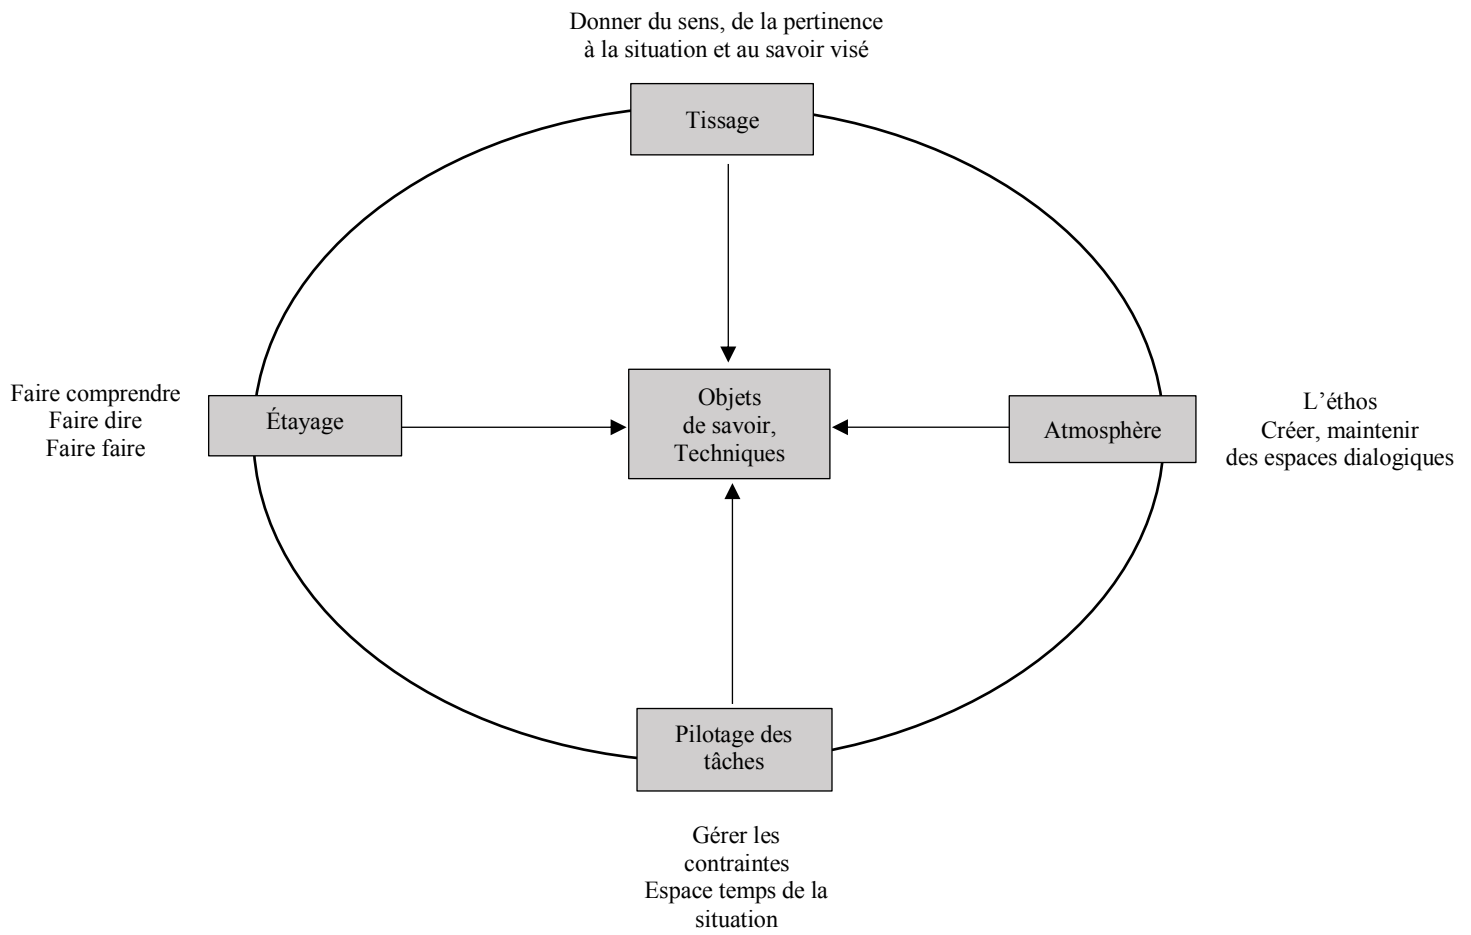 Donner du sens, de la pertinence
à la situation et au savoir visé
Tissage
Faire comprendre
Faire dire
Faire faire
Étayage
Objets
de savoir,
Techniques
Atmosphère
L’éthos
Créer, maintenir
des espaces dialogiques
Pilotage des
tâches
Gérer les
contraintes
Espace temps de la
situation